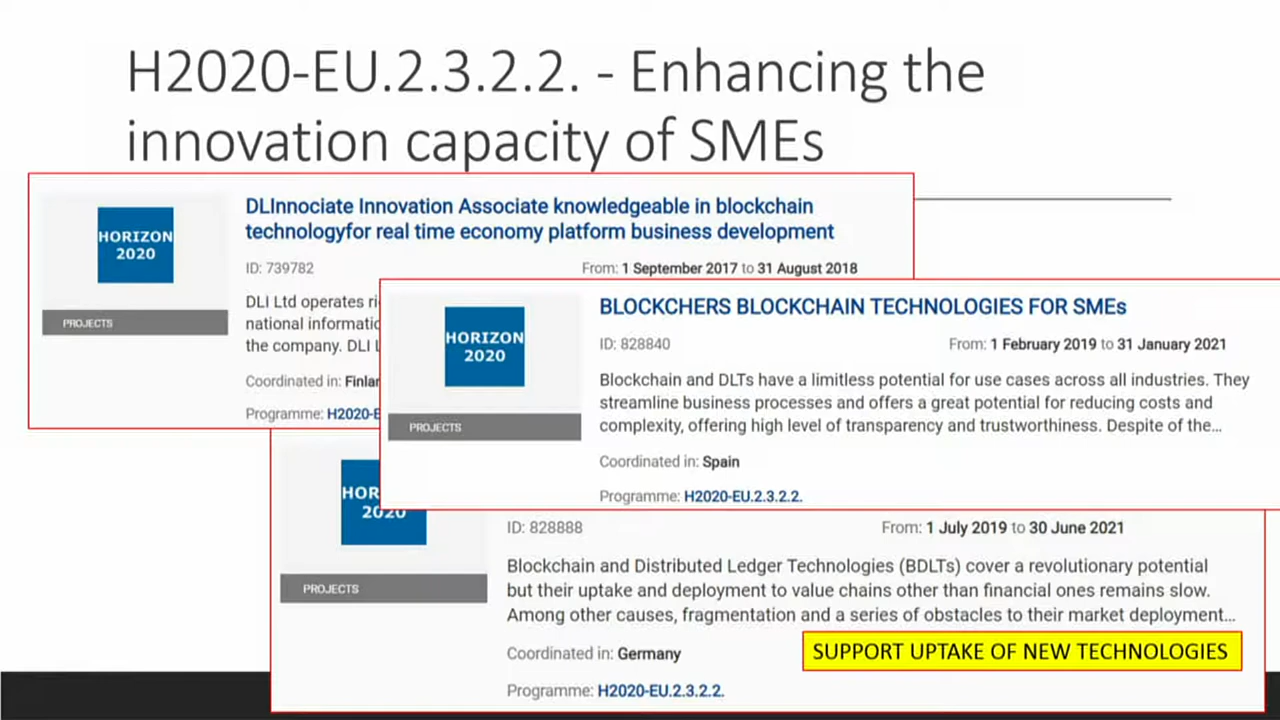 H2020-EU.2.3.2.2. - Enhancing the
innovation capacity of SMEs
HORIZON
2020
PROJECTS
DLInnociate Innovation Associate knowledgeable in blockchain
technologyfor real time economy platform business development
ID: 739782
From: 1 September 2017 to 31 August 2018
DLI Ltd operates
national
the company. DLI
Coordinated in:
Programme:
HORIZON
2020
PROJECTS
BLOCKCHERS BLOCKCHAIN TECHNOLOGIES FOR SMEs
ID: 828840
From: 1 February 2019 to 31 January 2021
Blockchain and DLTs have a limitless potential for use cases across all industries. They
streamline business processes and offers a great potential for reducing costs and
complexity, offering high level of transparency and trustworthiness. Despite of the...
Coordinated in: Spain
Programme: H2020-EU.2.3.2.2.
2020
PROJECTS
ID: 828888
From: 1 July 2019 to 30 June 2021
Blockchain and Distributed Ledger Technologies (BDLTs) cover a revolutionary potential
but their uptake and deployment to value chains other than financial ones remains slow.
Among other causes, fragmentation and a series of obstacles to their market deployment...
Coordinated in: Germany
Programme: H2020-EU.2.3.2.2.
SUPPORT UPTAKE OF NEW TECHNOLOGIES